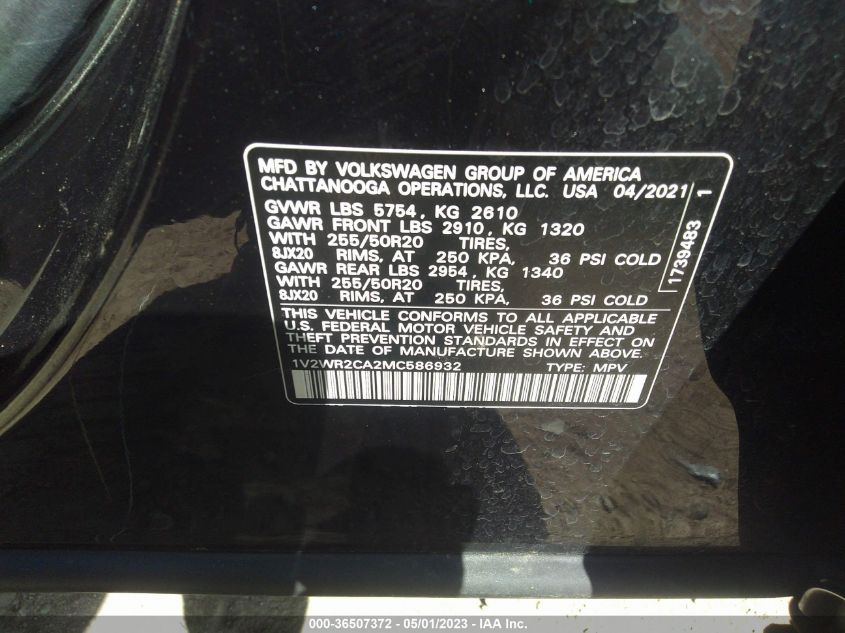 MFD BY VOLKSWAGEN GROUP OF AMERICA
CHATTANOOGA OPERATIONS, LLC. USA 04/2021
GVWR LBS 5754, KG 2610
GAWR FRONT LBS 2910, KG 1320
WITH 255/50R20 TIRES,
8JX20 RIMS, AT 250 KPA, 36 PSI COLD
GAWR REAR LBS 2954, KG 1340
WITH 255/50R20 TIRES,
8JX20 RIMS, AT 250 KPA, 36 PSI COLD
THIS VEHICLE CONFORMS TO ALL APPLICABLE
U.S. FEDERAL MOTOR VEHICLE SAFETY AND
THEFT PREVENTION STANDARDS IN EFFECT ON
THE DATE OF MANUFACTURE SHOWN ABOVE.
1V2WR2CA2MC586932 TYPE: MPV
1739483 1
000-36507372 - 05/01/2023 - IAA Inc.